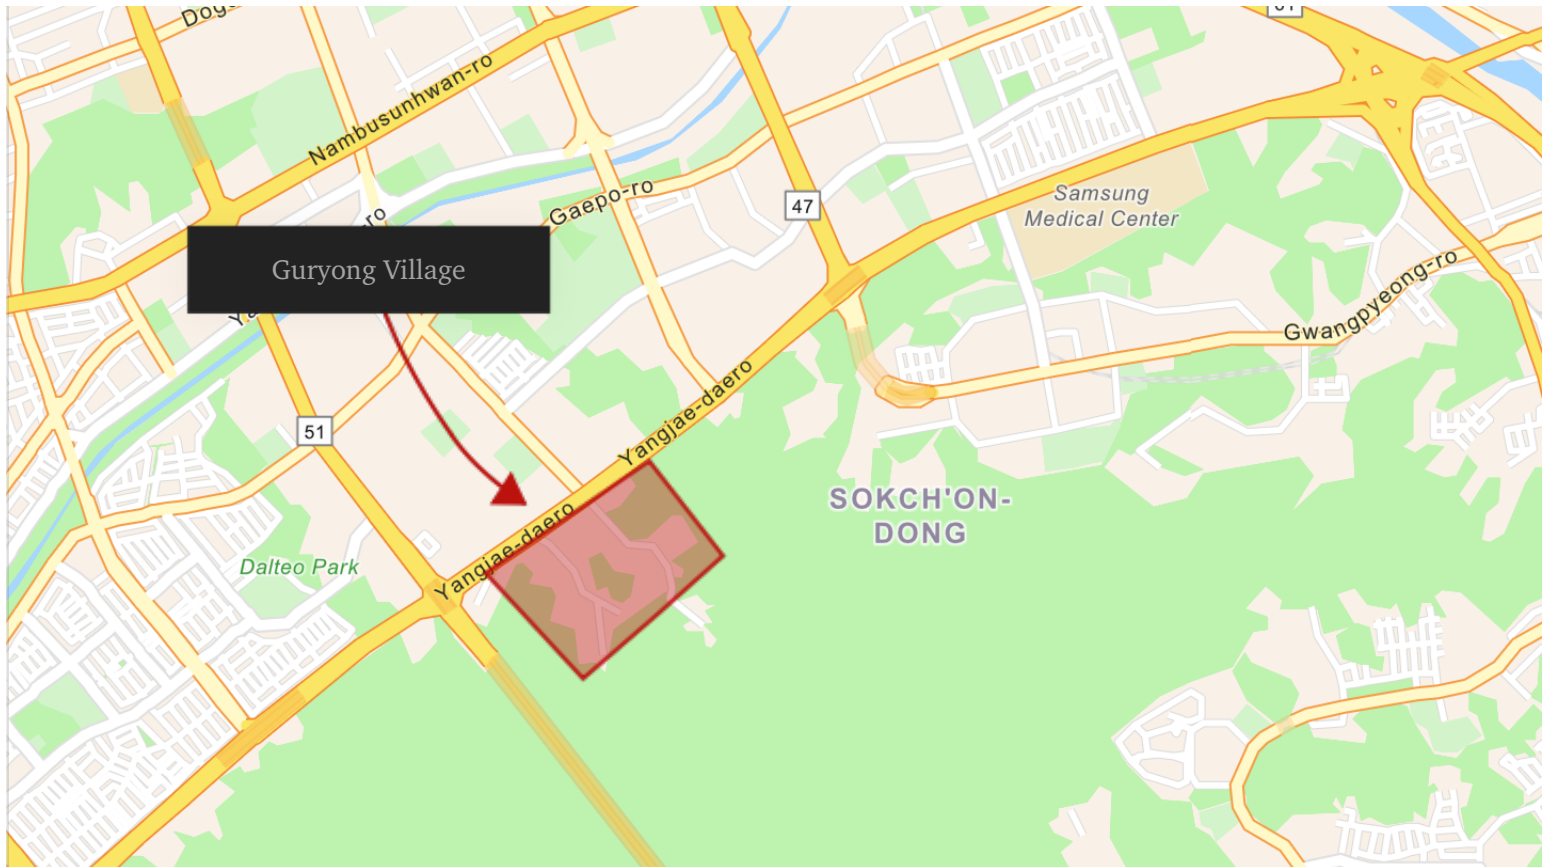 Nambusunhwan-ro
Gaepo-ro
47
Samsung
Medical Center
Gwangpyeong-ro
Guryong Village
51
Yangjae-daero
Yangjae-daero
SOKCH'ON-
DONG
Dalteo Park